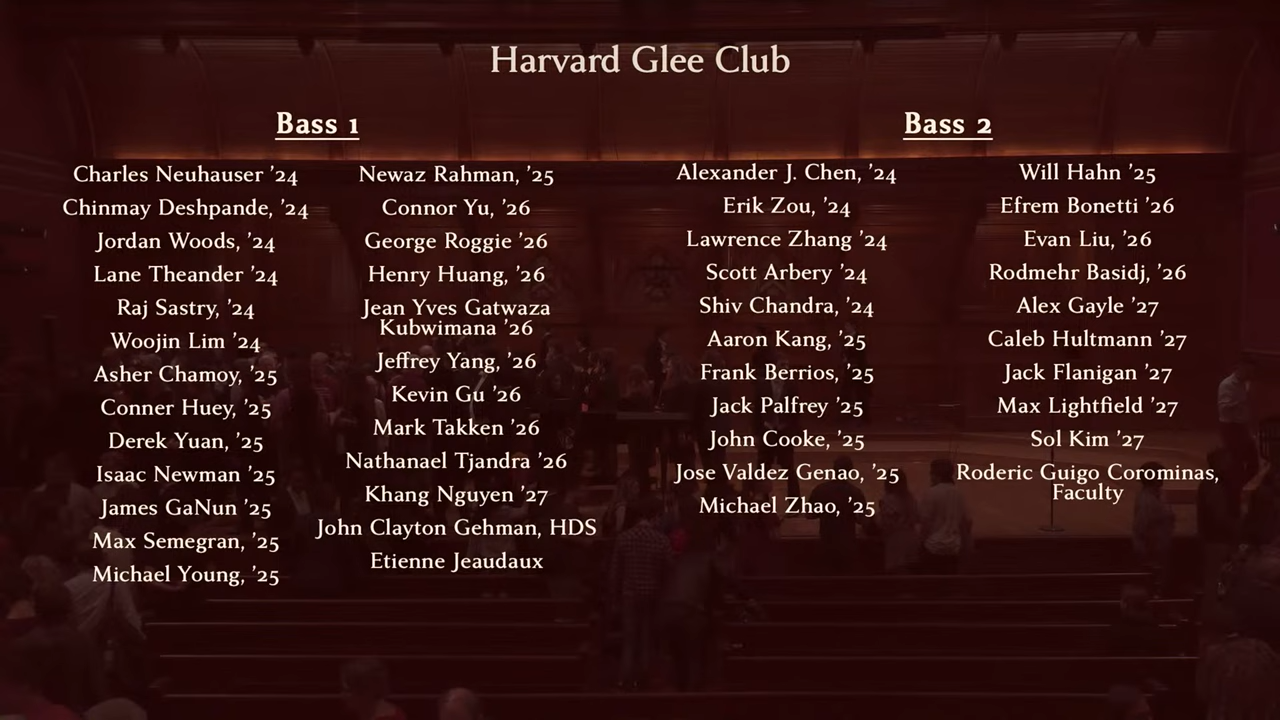 Harvard Glee Club
Bass 1
Charles Neuhauser ’24
Chinmay Deshpande, ’24
Jordan Woods, ’24
Lane Theander ’24
Raj Sastry, ’24
Woojin Lim ’24
Asher Chamoy, ’25
Conner Huey, ’25
Derek Yuan, ’25
Isaac Newman ’25
James GaNun ’25
Max Semegran, ’25
Michael Young, ’25
Newaz Rahman, ’25
Connor Yu, ’26
George Roggie ’26
Henry Huang, ’26
Jean Yves Gatwaza
Kubwimana ’26
Jeffrey Yang, ’26
Kevin Gu ’26
Mark Takken ’26
Nathanael Tjandra ’26
Khang Nguyen ’27
John Clayton Gehman, HDS
Etienne Jeaudaux
Bass 2
Alexander J. Chen, ’24
Erik Zou, ’24
Lawrence Zhang ’24
Scott Arbery ’24
Shiv Chandra, ’24
Aaron Kang, ’25
Frank Berrios, ’25
Jack Palfrey ’25
John Cooke, ’25
Jose Valdez Genao, ’25
Michael Zhao, ’25
Will Hahn ’25
Efrem Bonetti ’26
Evan Liu, ’26
Rodmehr Basidj, ’26
Alex Gayle ’27
Caleb Hultmann ’27
Jack Flanigan ’27
Max Lightfield ’27
Sol Kim ’27
Roderic Guigo Corominas,
Faculty